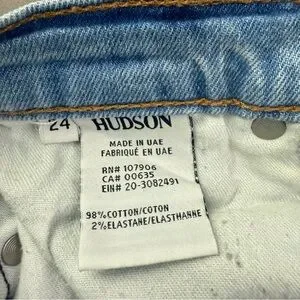 24
HUDSON
MADE IN UAE
FABRIQUÉ EN UAE
RN# 107906
CA# 00635
EIN# 20-3082491
98% COTTON/COTON
2% ELASTANE/ELASTHANNE